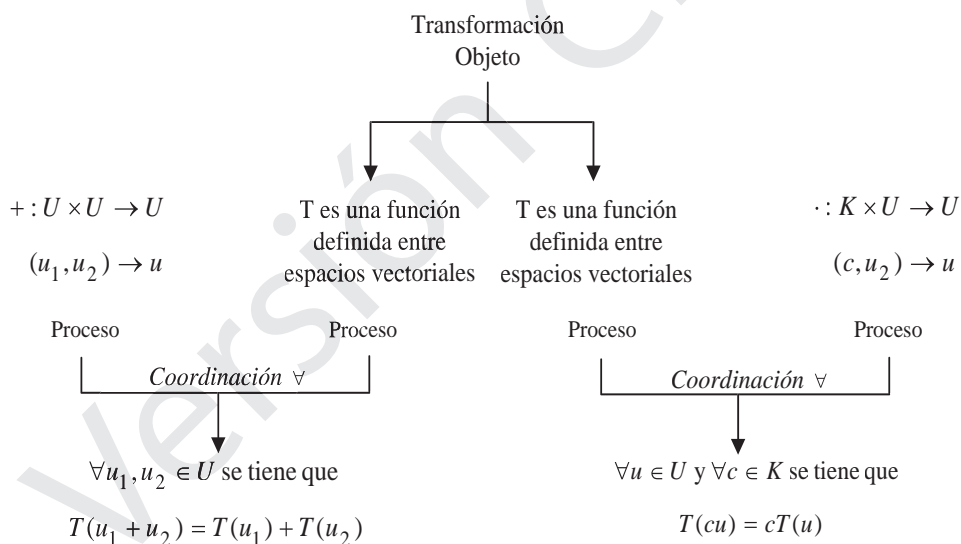 Transformación
Objeto
+ : U × U → U
(u₁, u₂) → u
T es una función
definida entre
espacios vectoriales
T es una función
definida entre
espacios vectoriales
· : K × U → U
(c, u₂) → u
Proceso
Proceso
Proceso
Proceso
Coordinación ∀
Coordinación ∀
∀u₁, u₂ ∈ U se tiene que
T(u₁ + u₂) = T(u₁) + T(u₂)
∀u ∈ U y ∀c ∈ K se tiene que
T(cu) = cT(u)
Versión C